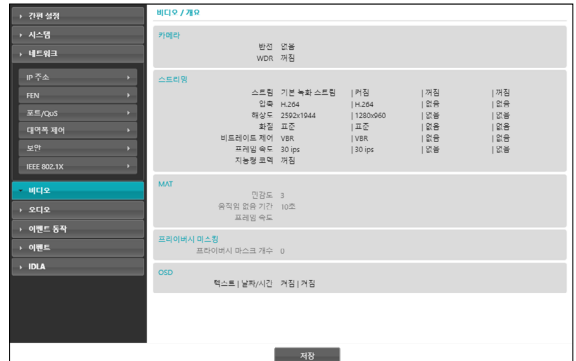 간편 설정
시스템
네트워크
IP 주소
FEN
포트/QoS
대역폭 제어
보안
IEEE 802.1X
비디오
오디오
이벤트 동작
이벤트
IDLA
비디오 / 개요
카메라
반전 없음
WDR 꺼짐
스트리밍
스트림 기본 녹화 스트림 | 켜짐 | 꺼짐 | 꺼짐
압축 H.264 | H.264 | 없음 | 없음
해상도 2592x1944 | 1280x960 | 없음 | 없음
화질 표준 | 표준 | 없음 | 없음
비트레이트 제어 VBR | VBR | 없음 | 없음
프레임 속도 30 ips | 30 ips | 없음 | 없음
지능형 코덱 꺼짐
MAT
민감도 3
움직임 없음 기간 10초
프레임 속도
프라이버시 마스킹
프라이버시 마스크 개수 0
OSD
텍스트 | 날짜/시간 꺼짐 | 꺼짐
저장